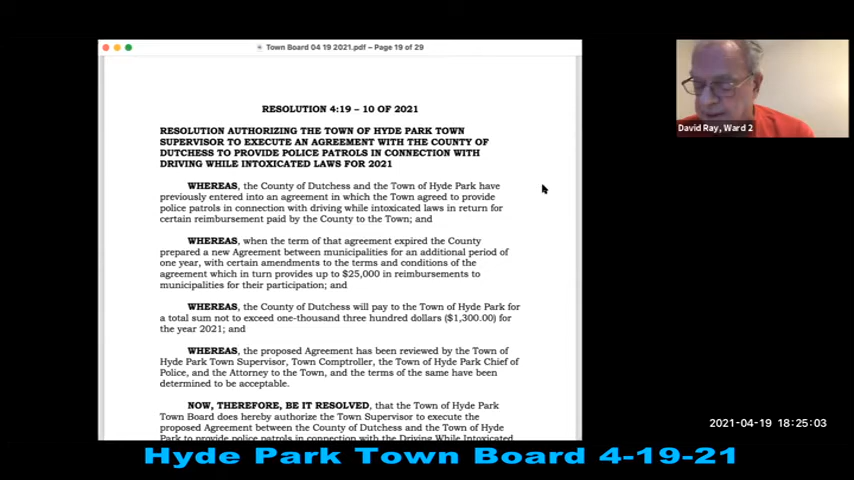 Town Board 04 19 2021.pdf – Page 19 of 29
RESOLUTION 4:19 – 10 OF 2021
RESOLUTION AUTHORIZING THE TOWN OF HYDE PARK TOWN
SUPERVISOR TO EXECUTE AN AGREEMENT WITH THE COUNTY OF
DUTCHESS TO PROVIDE POLICE PATROLS IN CONNECTION WITH
DRIVING WHILE INTOXICATED LAWS FOR 2021
WHEREAS, the County of Dutchess and the Town of Hyde Park have
previously entered into an agreement in which the Town agreed to provide
police patrols in connection with driving while intoxicated laws in return for
certain reimbursement paid by the County to the Town; and
WHEREAS, when the term of that agreement expired the County
prepared a new Agreement between municipalities for an additional period of
one year, with certain amendments to the terms and conditions of the
agreement which in turn provides up to $25,000 in reimbursements to
municipalities for their participation; and
WHEREAS, the County of Dutchess will pay to the Town of Hyde Park for
a total sum not to exceed one-thousand three hundred dollars ($1,300.00) for
the year 2021; and
WHEREAS, the proposed Agreement has been reviewed by the Town of
Hyde Park Town Supervisor, Town Comptroller, the Town of Hyde Park Chief of
Police, and the Attorney to the Town, and the terms of the same have been
determined to be acceptable.
NOW, THEREFORE, BE IT RESOLVED, that the Town of Hyde Park
Town Board does hereby authorize the Town Supervisor to execute the
proposed Agreement between the County of Dutchess and the Town of Hyde
Park to provide police patrols in connection with the Driving While Intoxicated
David Ray, Ward 2
2021-04-19 18:25:03
Hyde Park Town Board 4-19-21